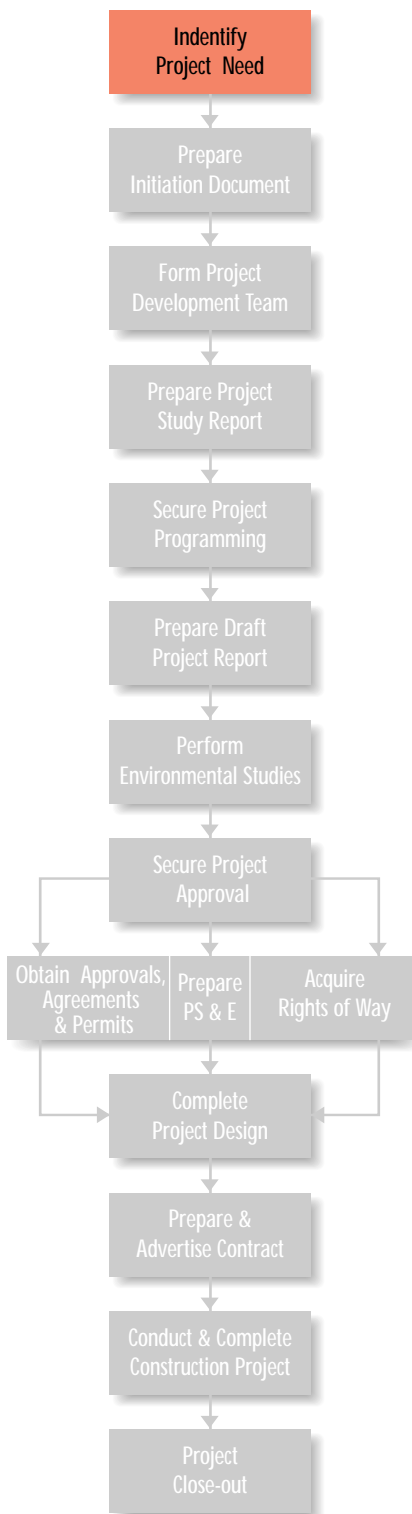 Indentify
Project Need
Prepare
Initiation Document
Form Project
Development Team
Prepare Project
Study Report
Secure Project
Programming
Prepare Draft
Project Report
Perform
Environmental Studies
Secure Project
Approval
Obtain Approvals,
Agreements
& Permits
Prepare
PS & E
Acquire
Rights of Way
Complete
Project Design
Prepare &
Advertise Contract
Conduct & Complete
Construction Project
Project
Close-out